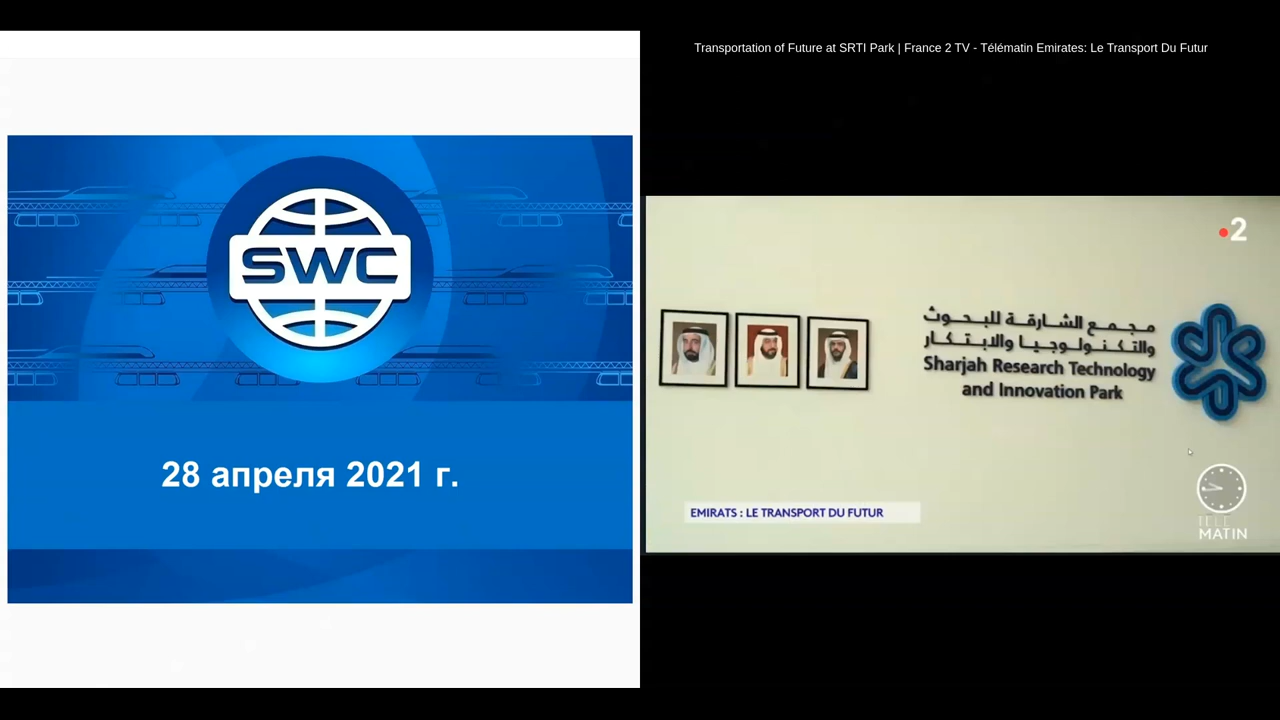 SWC
28 апреля 2021 г.
Transportation of Future at SRTI Park | France 2 TV - Télématin Emirates: Le Transport Du Futur
2
مجمع الشارقة للبحوث
والتكنولوجيا والابتكار
Sharjah Research Technology
and Innovation Park
EMIRATS : LE TRANSPORT DU FUTUR
TÉLÉ
MATIN